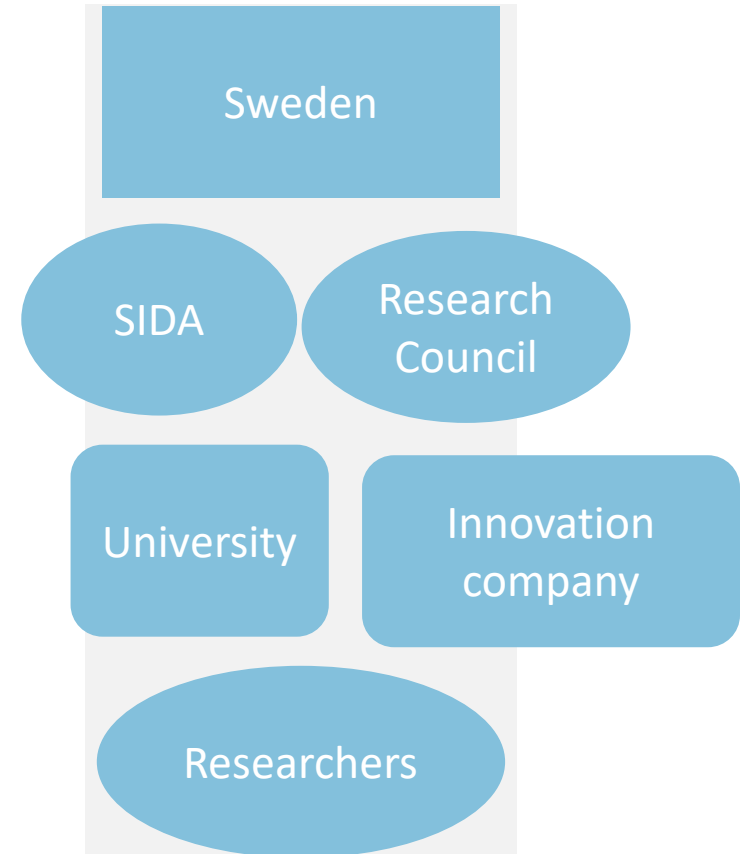 Sweden
SIDA
Research
Council
University
Innovation
company
Researchers